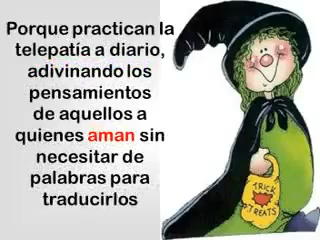 Porque practican la
telepatía a diario,
adivinando los
pensamientos
de aquellos a
quienes aman sin
necesitar de
palabras para
traducirlos
TRICK
TREATS